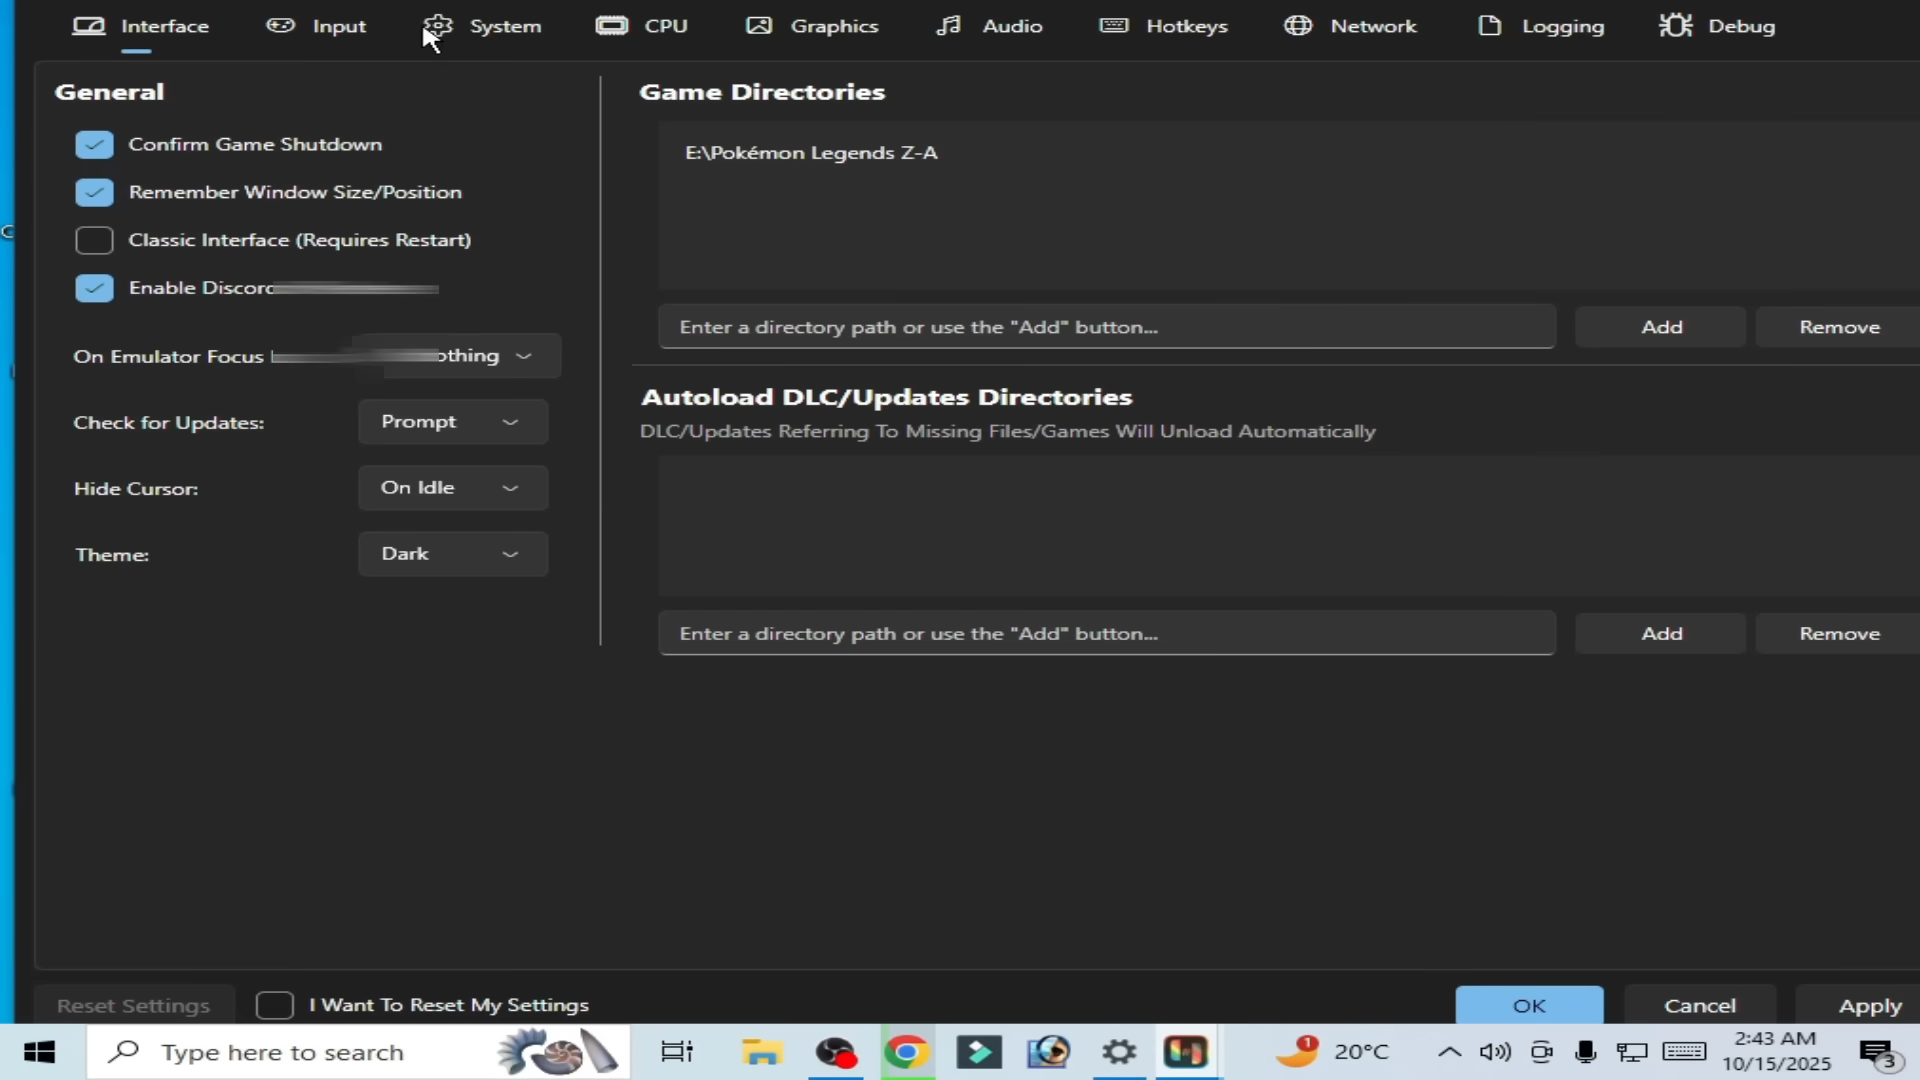 Interface Input System CPU Graphics Audio Hotkeys Network Logging Debug
General
Confirm Game Shutdown
Remember Window Size/Position
Classic Interface (Requires Restart)
Enable Discord
On Emulator Focus
Check for Updates: Prompt
Hide Cursor: On Idle
Theme: Dark
Game Directories
E:\Pokémon Legends Z-A
Enter a directory path or use the "Add" button... Add Remove
Autoload DLC/Updates Directories
DLC/Updates Referring To Missing Files/Games Will Unload Automatically
Enter a directory path or use the "Add" button... Add Remove
Reset Settings I Want To Reset My Settings OK Cancel Apply
Type here to search 1 20°C 2:43 AM
10/15/2025 3